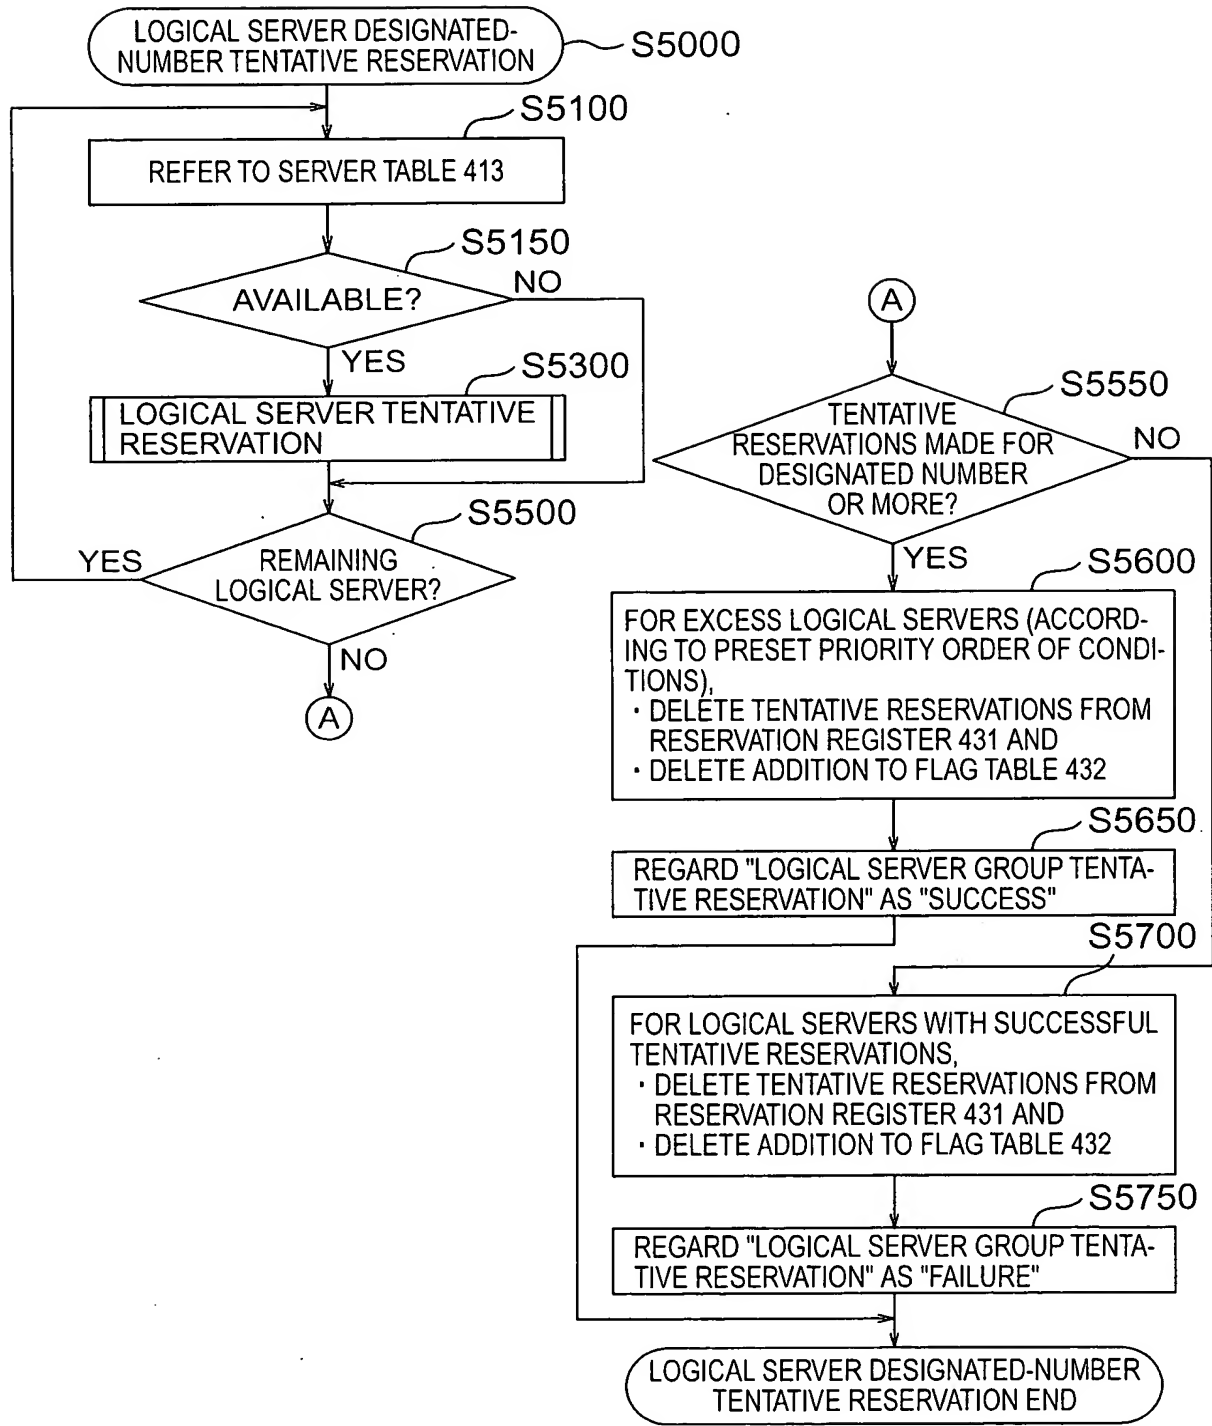 LOGICAL SERVER DESIGNATED-
NUMBER TENTATIVE RESERVATION
S5000
S5100
REFER TO SERVER TABLE 413
S5150
AVAILABLE?
NO
YES
S5300
LOGICAL SERVER TENTATIVE
RESERVATION
S5500
YES
REMAINING
LOGICAL SERVER?
NO
A
A
S5550
TENTATIVE
RESERVATIONS MADE FOR
DESIGNATED NUMBER
OR MORE?
NO
YES
S5600
FOR EXCESS LOGICAL SERVERS (ACCORD-
ING TO PRESET PRIORITY ORDER OF CONDI-
TIONS),
· DELETE TENTATIVE RESERVATIONS FROM
RESERVATION REGISTER 431 AND
· DELETE ADDITION TO FLAG TABLE 432
S5650
REGARD "LOGICAL SERVER GROUP TENTA-
TIVE RESERVATION" AS "SUCCESS"
S5700
FOR LOGICAL SERVERS WITH SUCCESSFUL
TENTATIVE RESERVATIONS,
· DELETE TENTATIVE RESERVATIONS FROM
RESERVATION REGISTER 431 AND
· DELETE ADDITION TO FLAG TABLE 432
S5750
REGARD "LOGICAL SERVER GROUP TENTA-
TIVE RESERVATION" AS "FAILURE"
LOGICAL SERVER DESIGNATED-NUMBER
TENTATIVE RESERVATION END